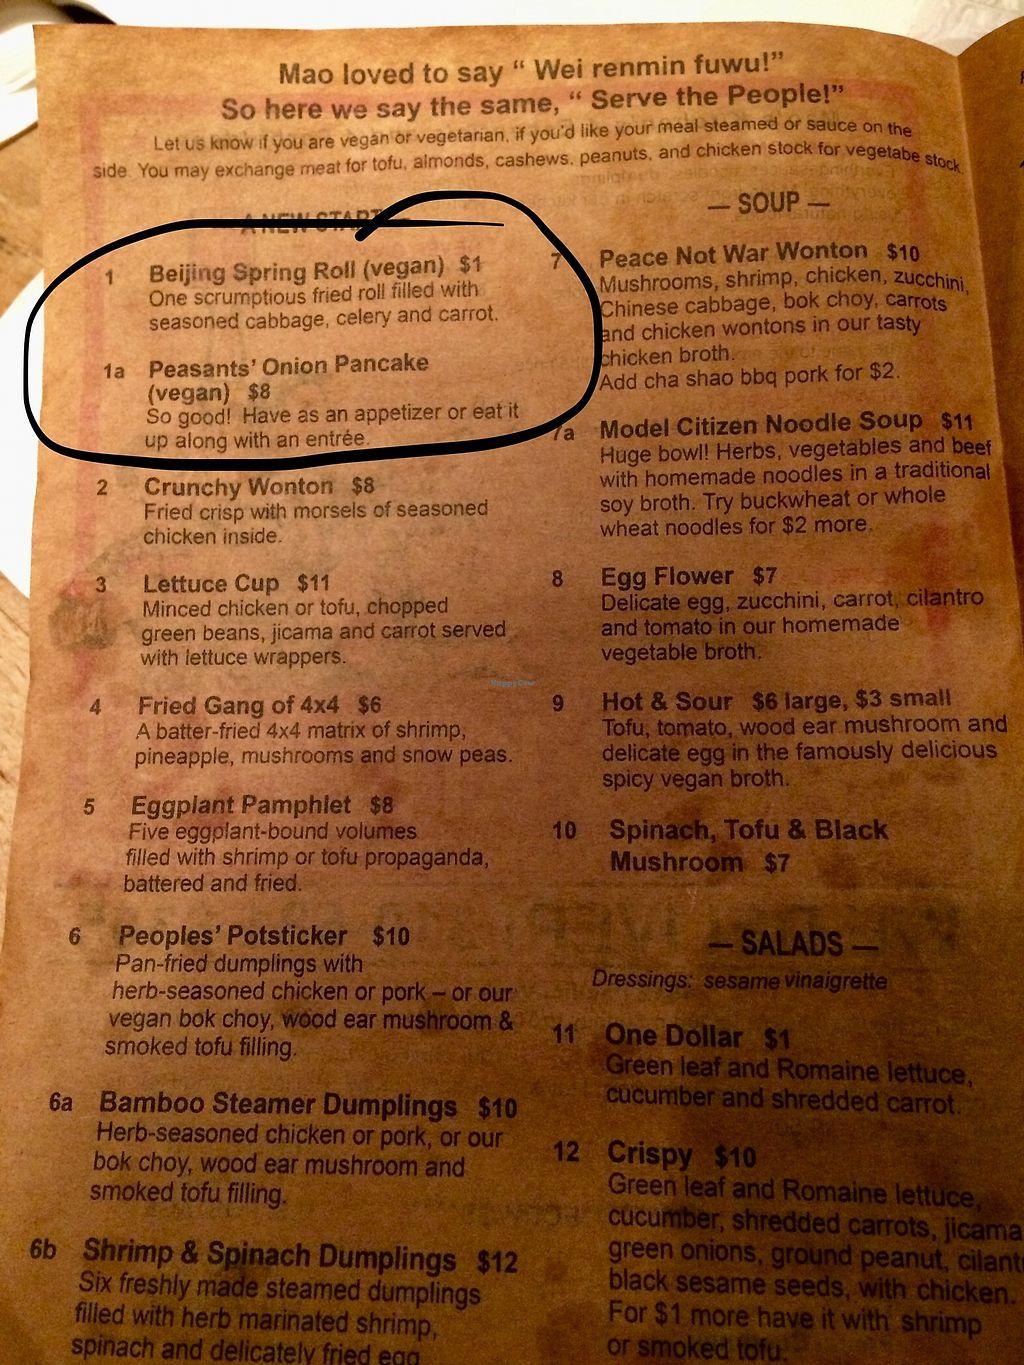 Mao loved to say “ Wei renmin fuwu!”
So here we say the same, “ Serve the People!”
Let us know if you are vegan or vegetarian, if you’d like your meal steamed or sauce on the
side. You may exchange meat for tofu, almonds, cashews, peanuts, and chicken stock for vegetabe stock.
A NEW START —
1 Beijing Spring Roll (vegan) $1
One scrumptious fried roll filled with
seasoned cabbage, celery and carrot.
1a Peasants’ Onion Pancake
(vegan) $8
So good! Have as an appetizer or eat it
up along with an entrée.
2 Crunchy Wonton $8
Fried crisp with morsels of seasoned
chicken inside.
3 Lettuce Cup $11
Minced chicken or tofu, chopped
green beans, jicama and carrot served
with lettuce wrappers.
4 Fried Gang of 4x4 $6
A batter-fried 4x4 matrix of shrimp,
pineapple, mushrooms and snow peas.
5 Eggplant Pamphlet $8
Five eggplant-bound volumes
filled with shrimp or tofu propaganda,
battered and fried.
6 Peoples’ Potsticker $10
Pan-fried dumplings with
herb-seasoned chicken or pork – or our
vegan bok choy, wood ear mushroom &
smoked tofu filling.
6a Bamboo Steamer Dumplings $10
Herb-seasoned chicken or pork, or our
bok choy, wood ear mushroom and
smoked tofu filling.
6b Shrimp & Spinach Dumplings $12
Six freshly made steamed dumplings
filled with herb marinated shrimp,
spinach and delicately fried egg
— SOUP —
7 Peace Not War Wonton $10
Mushrooms, shrimp, chicken, zucchini,
Chinese cabbage, bok choy, carrots
and chicken wontons in our tasty
chicken broth.
Add cha shao bbq pork for $2.
7a Model Citizen Noodle Soup $11
Huge bowl! Herbs, vegetables and beef
with homemade noodles in a traditional
soy broth. Try buckwheat or whole
wheat noodles for $2 more.
8 Egg Flower $7
Delicate egg, zucchini, carrot, cilantro
and tomato in our homemade
vegetable broth.
9 Hot & Sour $6 large, $3 small
Tofu, tomato, wood ear mushroom and
delicate egg in the famously delicious
spicy vegan broth.
10 Spinach, Tofu & Black
Mushroom $7
— SALADS —
Dressings: sesame vinaigrette
11 One Dollar $1
Green leaf and Romaine lettuce,
cucumber and shredded carrot.
12 Crispy $10
Green leaf and Romaine lettuce,
cucumber, shredded carrots, jicama
green onions, ground peanut, cilant
black sesame seeds, with chicken.
For $1 more have it with shrimp
or smoked tofu.
HappyCow